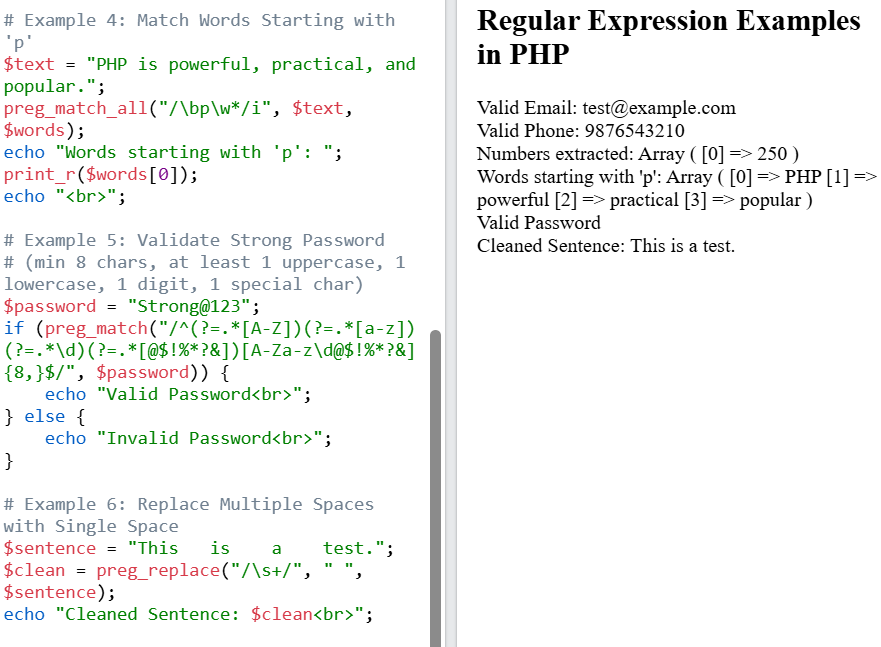 # Example 4: Match Words Starting with
'p'
$text = "PHP is powerful, practical, and
popular.";
preg_match_all("/\bp\w*/i", $text,
$words);
echo "Words starting with 'p': ";
print_r($words[0]);
echo "<br>";

# Example 5: Validate Strong Password
# (min 8 chars, at least 1 uppercase, 1
lowercase, 1 digit, 1 special char)
$password = "Strong@123";
if (preg_match("/^(?=.*[A-Z])(?=.*[a-z])
(?=.*\d)(?=.*[@$!%*?&])[A-Za-z\d@$!%*?&]
{8,}$/", $password)) {
    echo "Valid Password<br>";
} else {
    echo "Invalid Password<br>";
}

# Example 6: Replace Multiple Spaces
with Single Space
$sentence = "This   is    a    test.";
$clean = preg_replace("/\s+/", " ",
$sentence);
echo "Cleaned Sentence: $clean<br>";

Regular Expression Examples
in PHP
Valid Email: test@example.com
Valid Phone: 9876543210
Numbers extracted: Array ( [0] => 250 )
Words starting with 'p': Array ( [0] => PHP [1] =>
powerful [2] => practical [3] => popular )
Valid Password
Cleaned Sentence: This is a test.